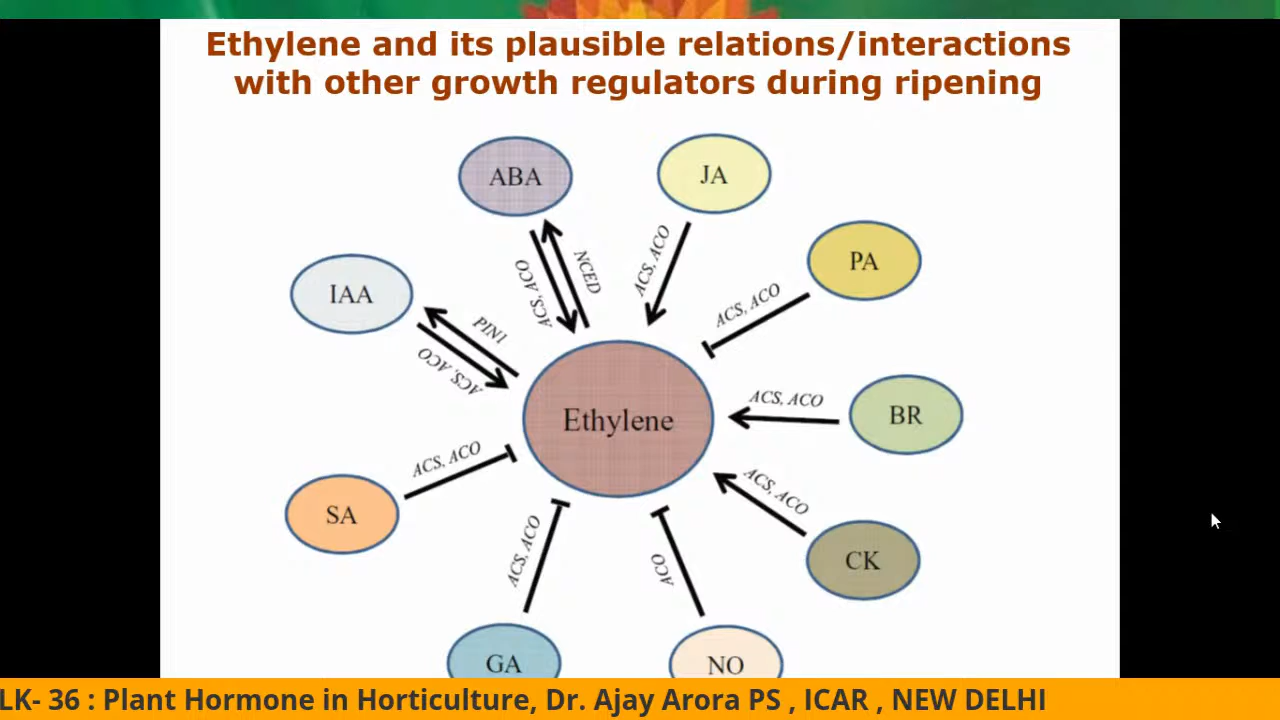 Ethylene and its plausible relations/interactions
with other growth regulators during ripening
ABA
JA
PA
IAA
NCED
ACS, ACO
ACS, ACO
ACS, ACO
PIN1
ACS, ACO
Ethylene
ACS, ACO
BR
ACS, ACO
SA
ACS, ACO
CK
ACS, ACO
ACO
GA
NO
LK- 36 : Plant Hormone in Horticulture, Dr. Ajay Arora PS , ICAR , NEW DELHI